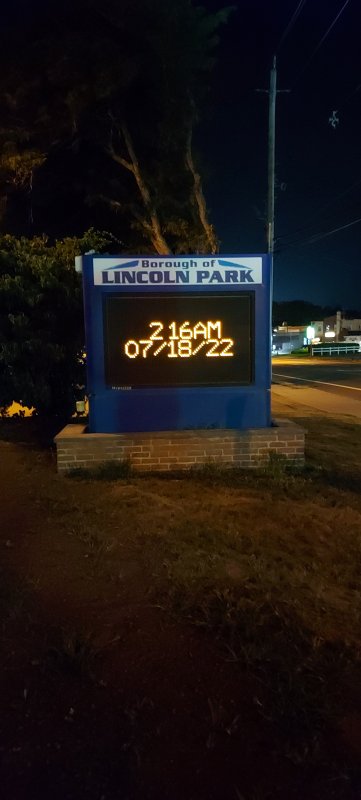 Borough of
LINCOLN PARK
2:16AM
07/18/22